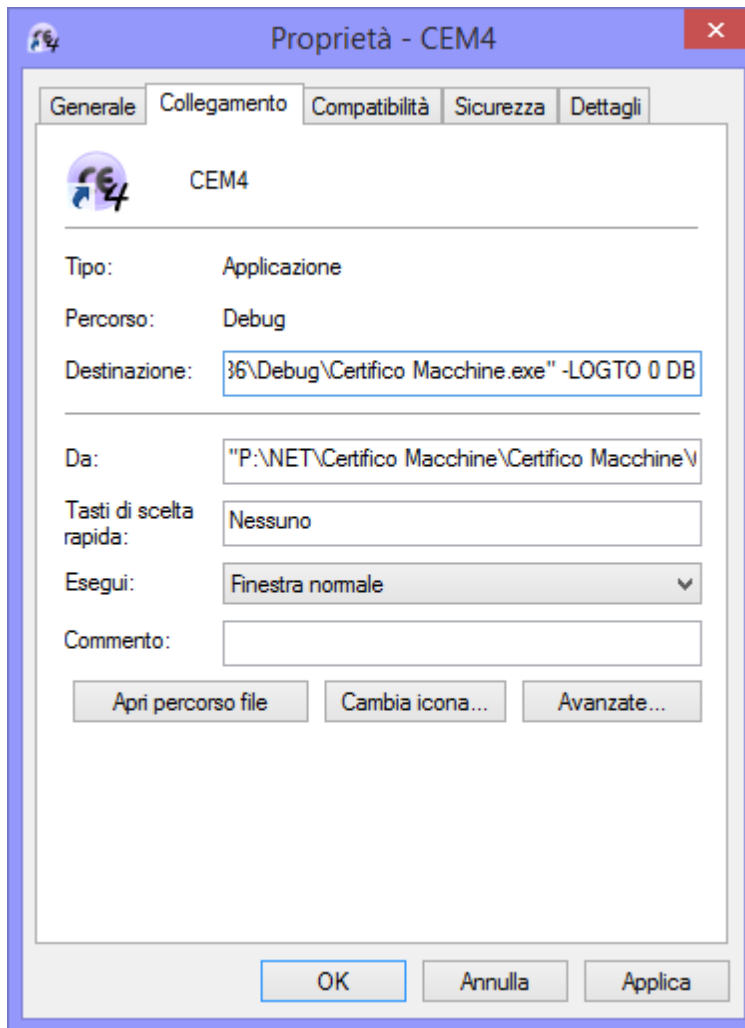 Proprietà - CEM4
Generale Collegamento Compatibilità Sicurezza Dettagli
CEM4
Tipo: Applicazione
Percorso: Debug
Destinazione: 36\Debug\Certifico Macchine.exe" -LOGTO 0 DB
Da: "P:\NET\Certifico Macchine\Certifico Macchine\
Tasti di scelta
rapida: Nessuno
Esegui: Finestra normale
Commento:
Apri percorso file Cambia icona... Avanzate...
OK Annulla Applica